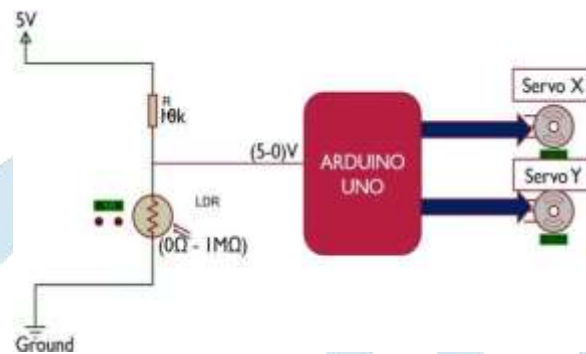 5V
R
10k
(5-0)V
LDR
(0Ω - 1MΩ)
Ground
ARDUINO
UNO
Servo X
Servo Y